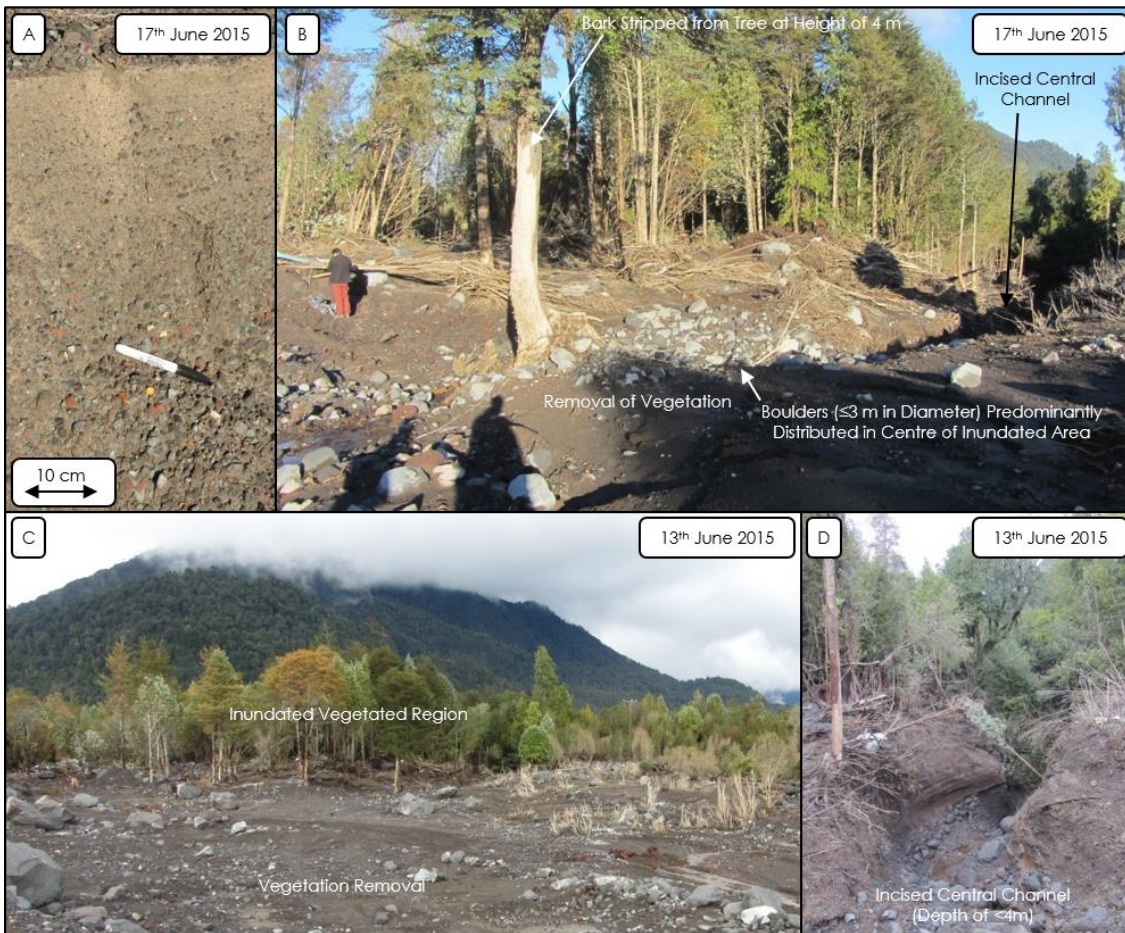 A
17th June 2015
10 cm
B
Bark Stripped from Tree at Height of 4 m
17th June 2015
Incised Central
Channel
Removal of Vegetation
Boulders (≤3 m in Diameter) Predominantly
Distributed in Centre of Inundated Area
C
13th June 2015
Inundated Vegetated Region
Vegetation Removal
D
13th June 2015
Incised Central Channel
(Depth of <4m)